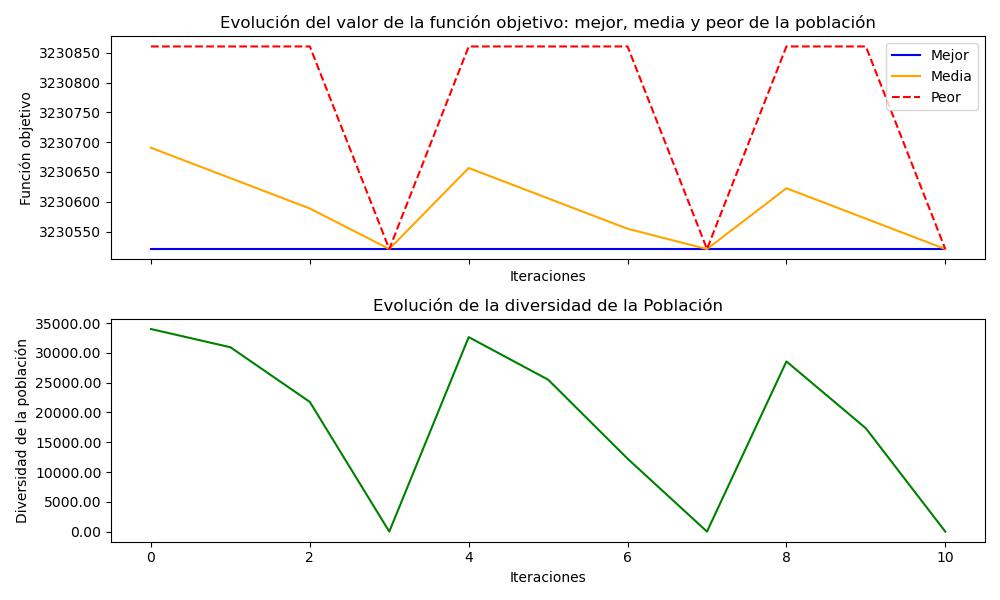 Evolución del valor de la función objetivo: mejor, media y peor de la población
3230850
3230800
3230750
3230700
3230650
3230600
3230550
Función objetivo
Mejor
Media
Peor
Iteraciones
Evolución de la diversidad de la Población
35000.00
30000.00
25000.00
20000.00
15000.00
10000.00
5000.00
0.00
Diversidad de la población
0 2 4 6 8 10
Iteraciones